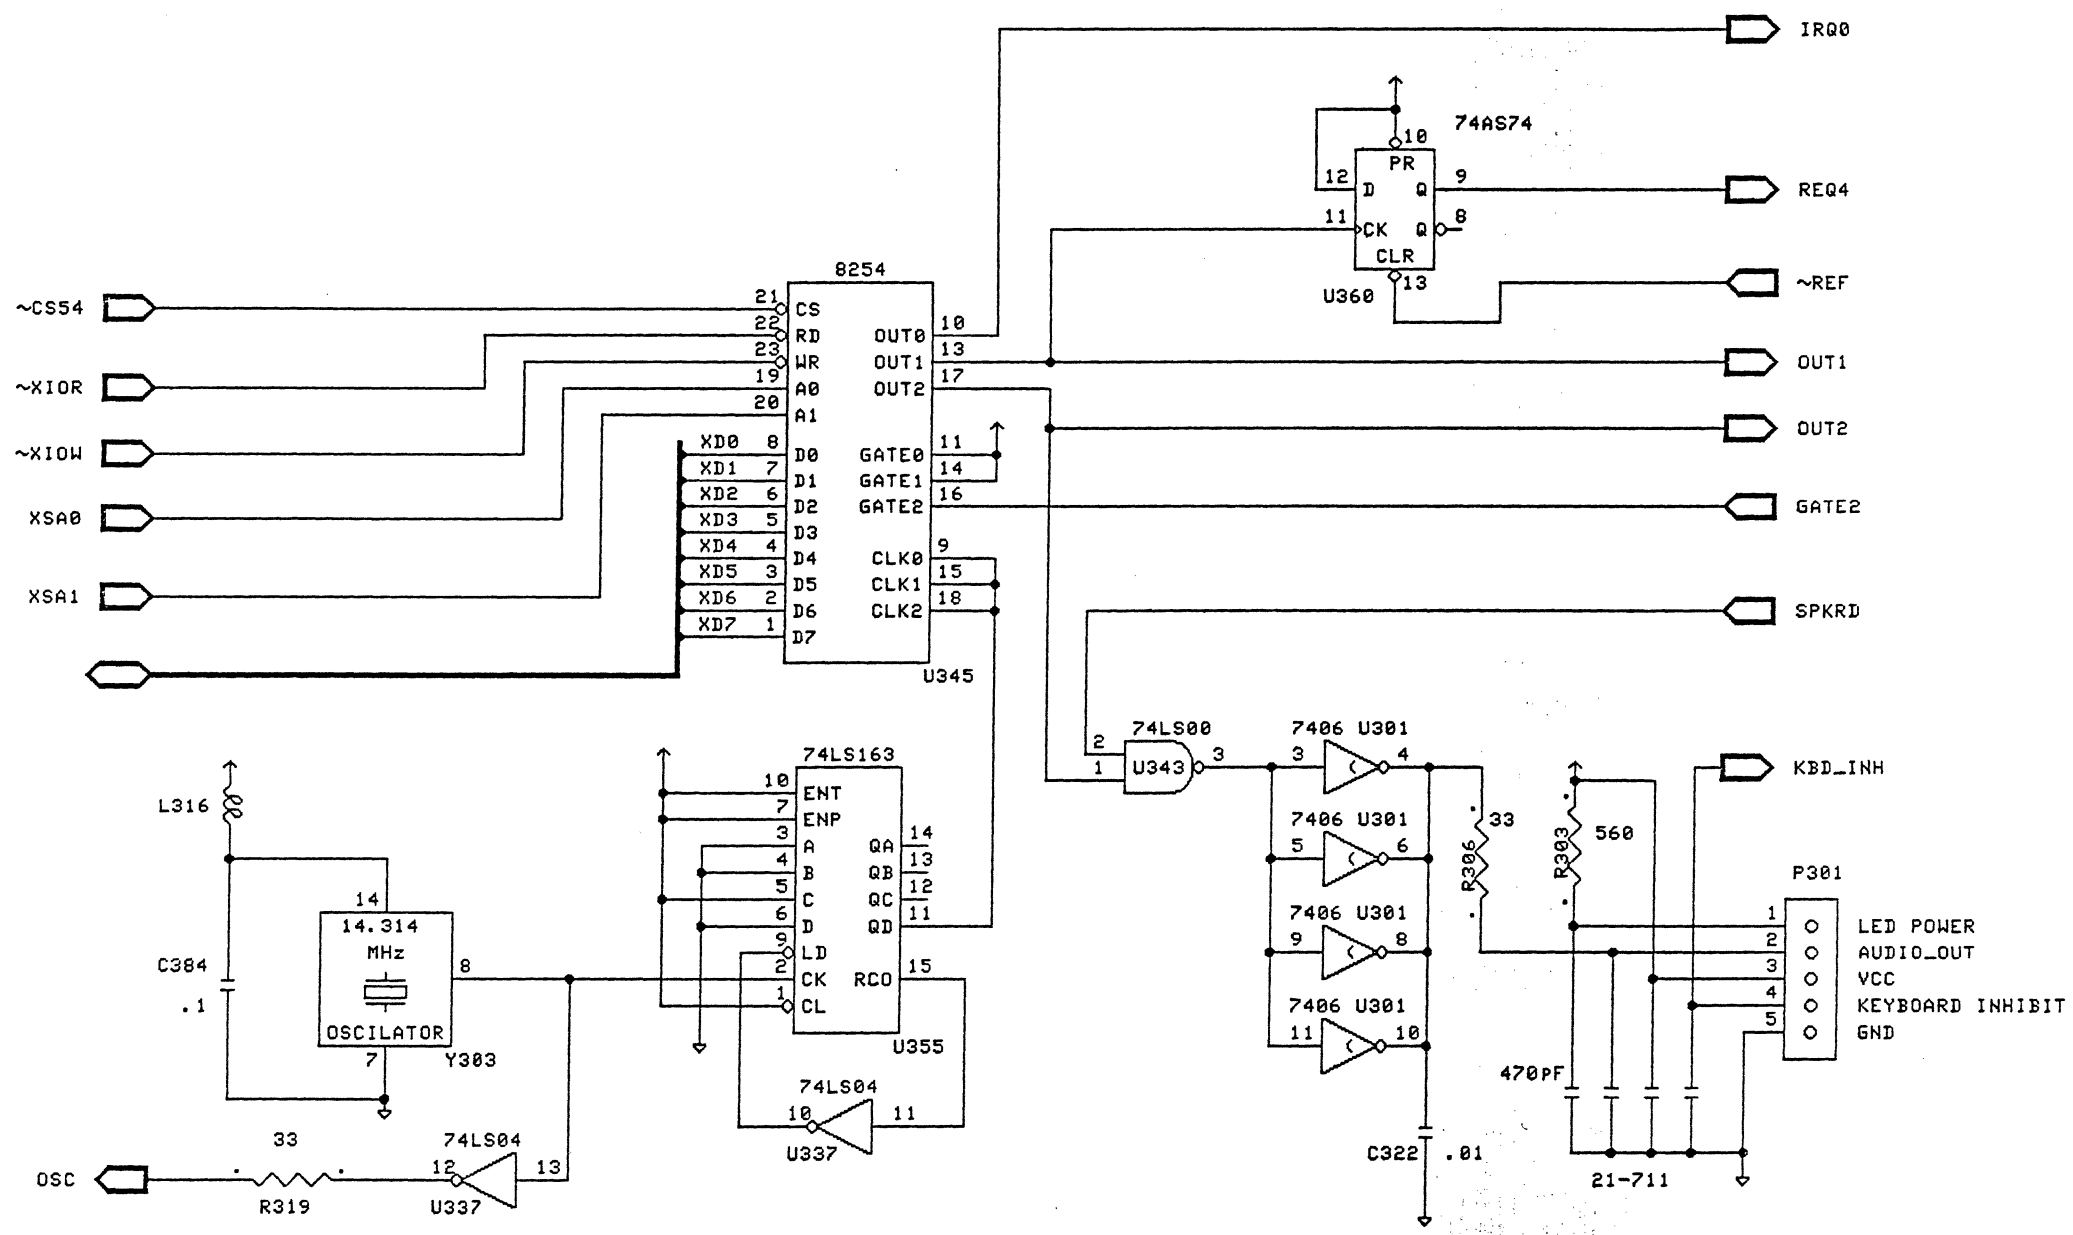 IRQ0
74AS74
10
PR
12 D Q 9
REQ4
11 CK Q 8
CLR
13
U360
~REF
8254
~CS54
21 CS
22 RD OUT0 10
23 WR OUT1 13
OUT1
19 A0 OUT2 17
~XIOR
20 A1
OUT2
~XIOW
XD0 8 D0 GATE0 11
XD1 7 D1 GATE1 14
XD2 6 D2 GATE2 16
GATE2
XSA0
XD3 5 D3
XD4 4 D4 CLK0 9
XD5 3 D5 CLK1 15
XSA1
XD6 2 D6 CLK2 18
SPKRD
XD7 1 D7
U345
74LS00
2
1
U343
3
7406 U301
3 4
KBD_INH
74LS163
10 ENT
7 ENP
3 A QA 14
4 B QB 13
5 C QC 12
6 D QD 11
9 LD
2 CK RCO 15
1 CL
U355
L316
C384
.1
14
14.314
MHz
8
OSCILATOR
7
Y303
7406 U301
5 6
33
R306
R303
560
7406 U301
9 8
7406 U301
11 10
P301
1 LED POWER
2 AUDIO_OUT
3 VCC
4 KEYBOARD INHIBIT
5 GND
470PF
74LS04
10 11
U337
C322 .01
21-711
33
74LS04
12 13
OSC
R319
U337